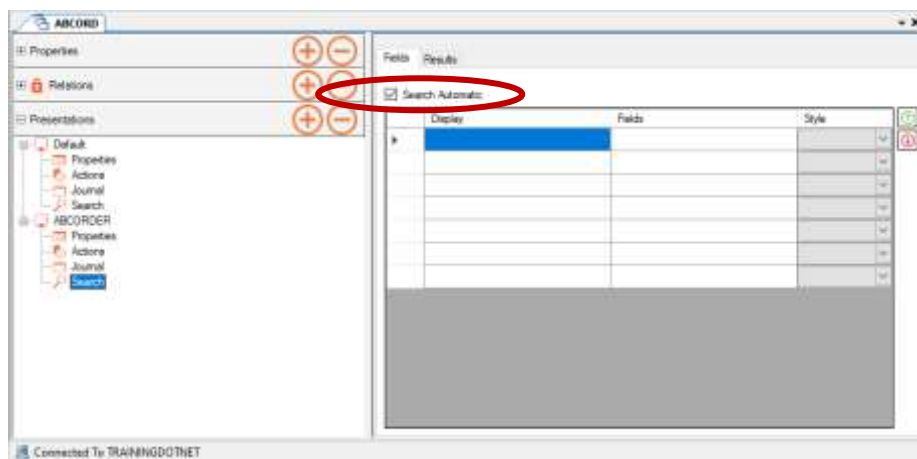 ABCORD
Properties
Fields Results
Relations
Search Automatic
Presentations
Display Fields Style
Default
Properties
Actions
Journal
Search
ABCORDER
Properties
Actions
Journal
Search
Connected To TRAININGDOTNET